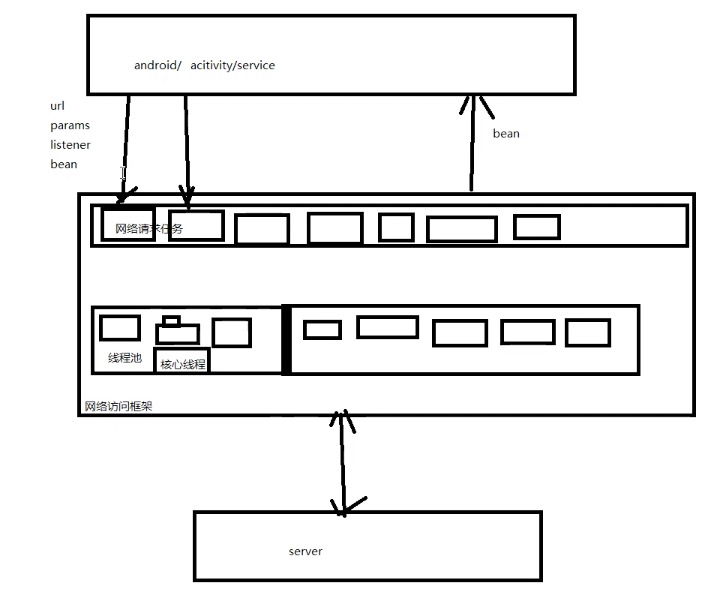 android/ acitivity/service
url
params
listener
bean
bean
网络请求任务
线程池
核心线程
网络访问框架
server